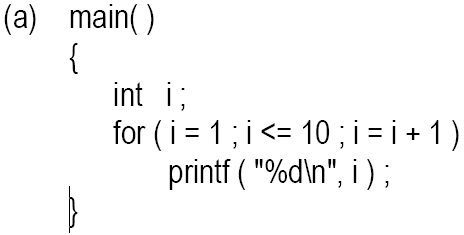 (a) main( )
{
int i ;
for ( i = 1 ; i <= 10 ; i = i + 1 )
printf ( "%d\n", i ) ;
}